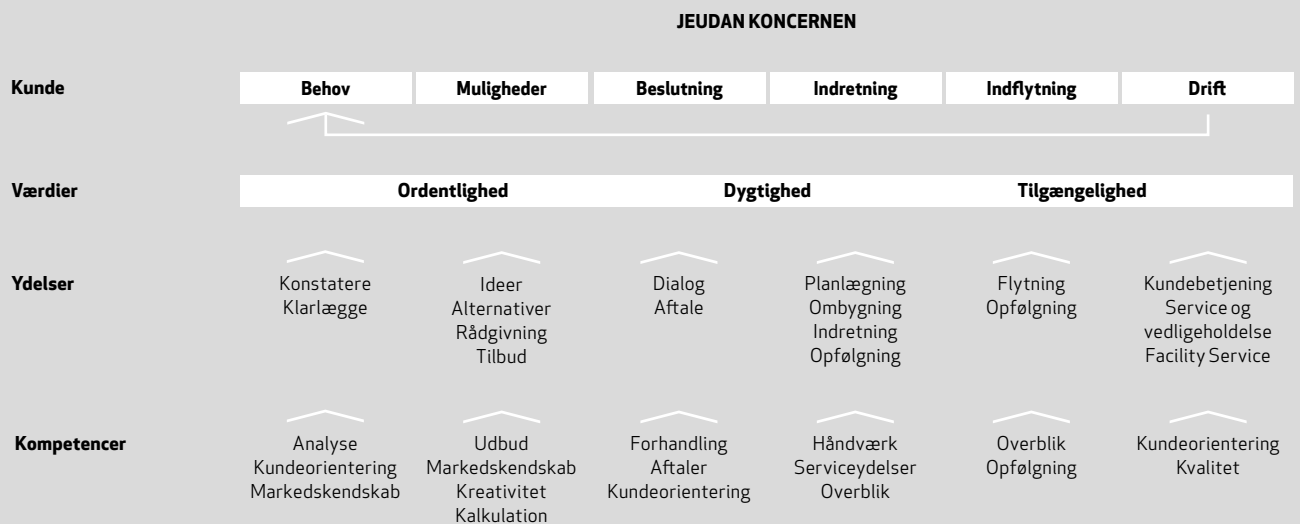 JEUDAN KONCERNEN
Kunde
Behov
Muligheder
Beslutning
Indretning
Indflytning
Drift
Værdier
Ordentlighed
Dygtighed
Tilgængelighed
Ydelser
Konstatere
Klarlægge
Ideer
Alternativer
Rådgivning
Tilbud
Dialog
Aftale
Planlægning
Ombygning
Indretning
Opfølgning
Flytning
Opfølgning
Kundebetjening
Service og
vedligeholdelse
Facility Service
Kompetencer
Analyse
Kundeorientering
Markedskendskab
Udbud
Markedskendskab
Kreativitet
Kalkulation
Forhandling
Aftaler
Kundeorientering
Håndværk
Serviceydelser
Overblik
Overblik
Opfølgning
Kundeorientering
Kvalitet